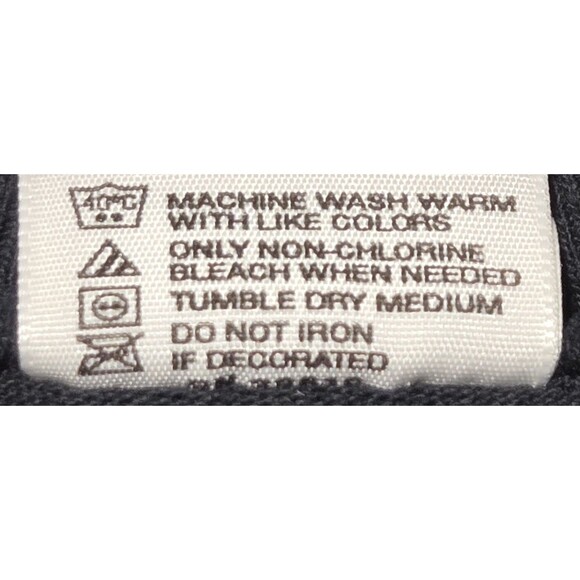 40°C MACHINE WASH WARM
WITH LIKE COLORS
ONLY NON-CHLORINE
BLEACH WHEN NEEDED
TUMBLE DRY MEDIUM
DO NOT IRON
IF DECORATED